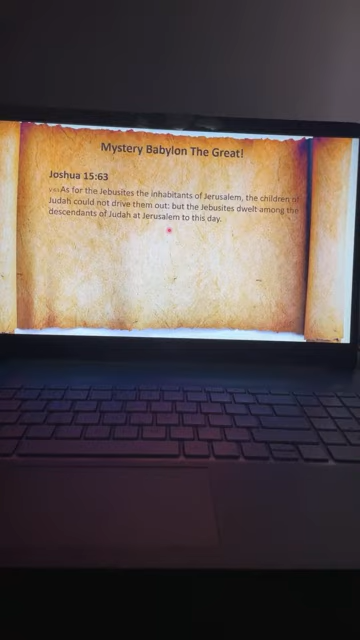 Mystery Babylon The Great!
Joshua 15:63
As for the Jebusites the inhabitants of Jerusalem, the children of
Judah could not drive them out: but the Jebusites dwelt among the
descendants of Judah at Jerusalem to this day.